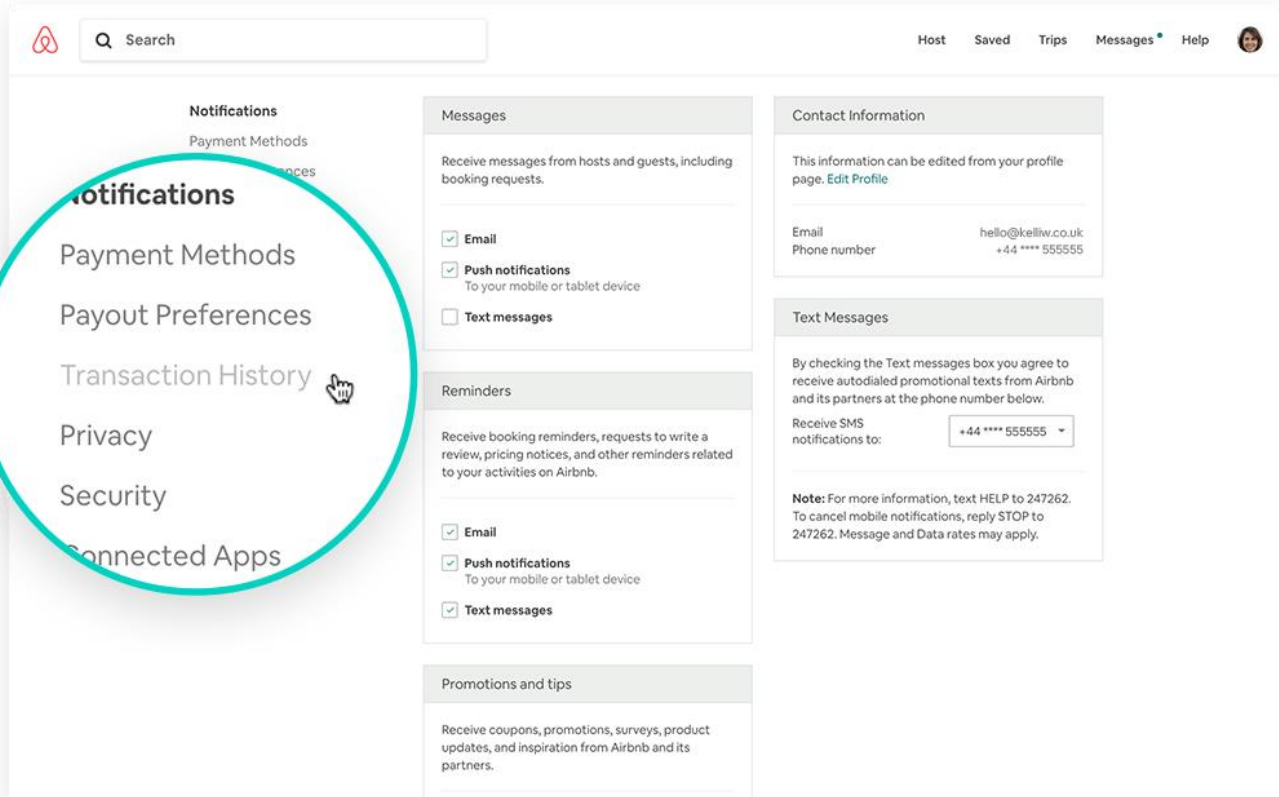 Search
Host
Saved
Trips
Messages
Help
Notifications
Payment Methods
Notifications
Payment Methods
Payout Preferences
Transaction History
Privacy
Security
Connected Apps
Messages
Receive messages from hosts and guests, including
booking requests.
Email
Push notifications
To your mobile or tablet device
Text messages
Reminders
Receive booking reminders, requests to write a
review, pricing notices, and other reminders related
to your activities on Airbnb.
Email
Push notifications
To your mobile or tablet device
Text messages
Promotions and tips
Receive coupons, promotions, surveys, product
updates, and inspiration from Airbnb and its
partners.
Contact Information
This information can be edited from your profile
page. Edit Profile
Email hello@kelliw.co.uk
Phone number +44 **** 555555
Text Messages
By checking the Text messages box you agree to
receive autodialed promotional texts from Airbnb
and its partners at the phone number below.
Receive SMS
notifications to:
+44 **** 555555
Note: For more information, text HELP to 247262.
To cancel mobile notifications, reply STOP to
247262. Message and Data rates may apply.